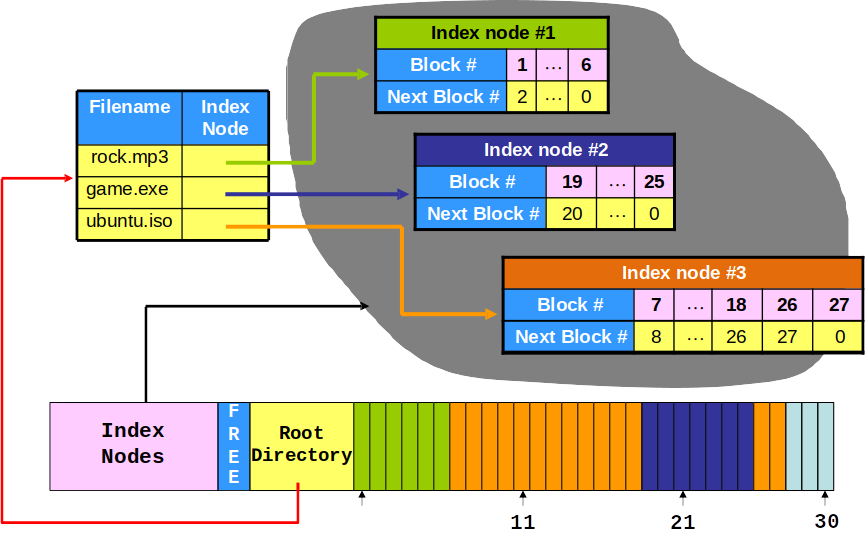 Index node #1
Block # 1 ... 6
Next Block # 2 ... 0
Filename Index Node
rock.mp3
game.exe
ubuntu.iso
Index node #2
Block # 19 ... 25
Next Block # 20 ... 0
Index node #3
Block # 7 ... 18 26 27
Next Block # 8 ... 26 27 0
Index
Nodes
FREE
Root
Directory
11 21 30